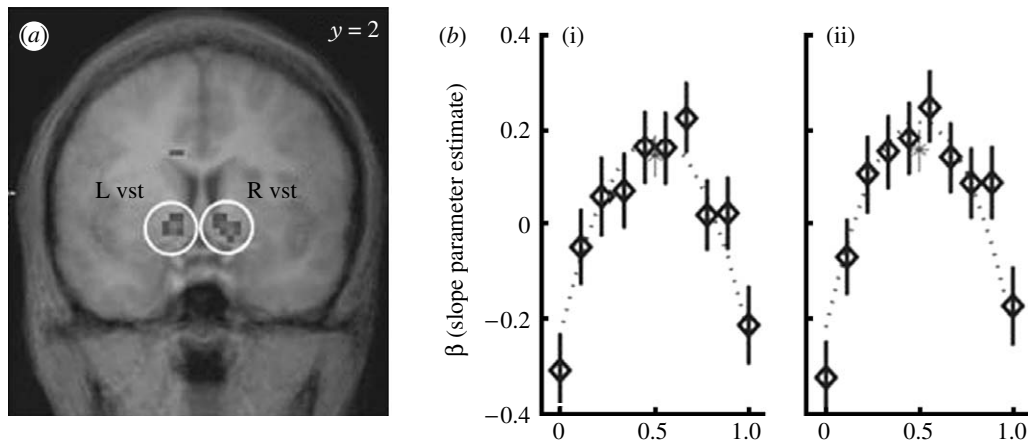 (a)
y = 2
L vst
R vst
(b)
(i)
(ii)
β (slope parameter estimate)
0.4
0.2
0
−0.2
−0.4
0
0.5
1.0
0
0.5
1.0